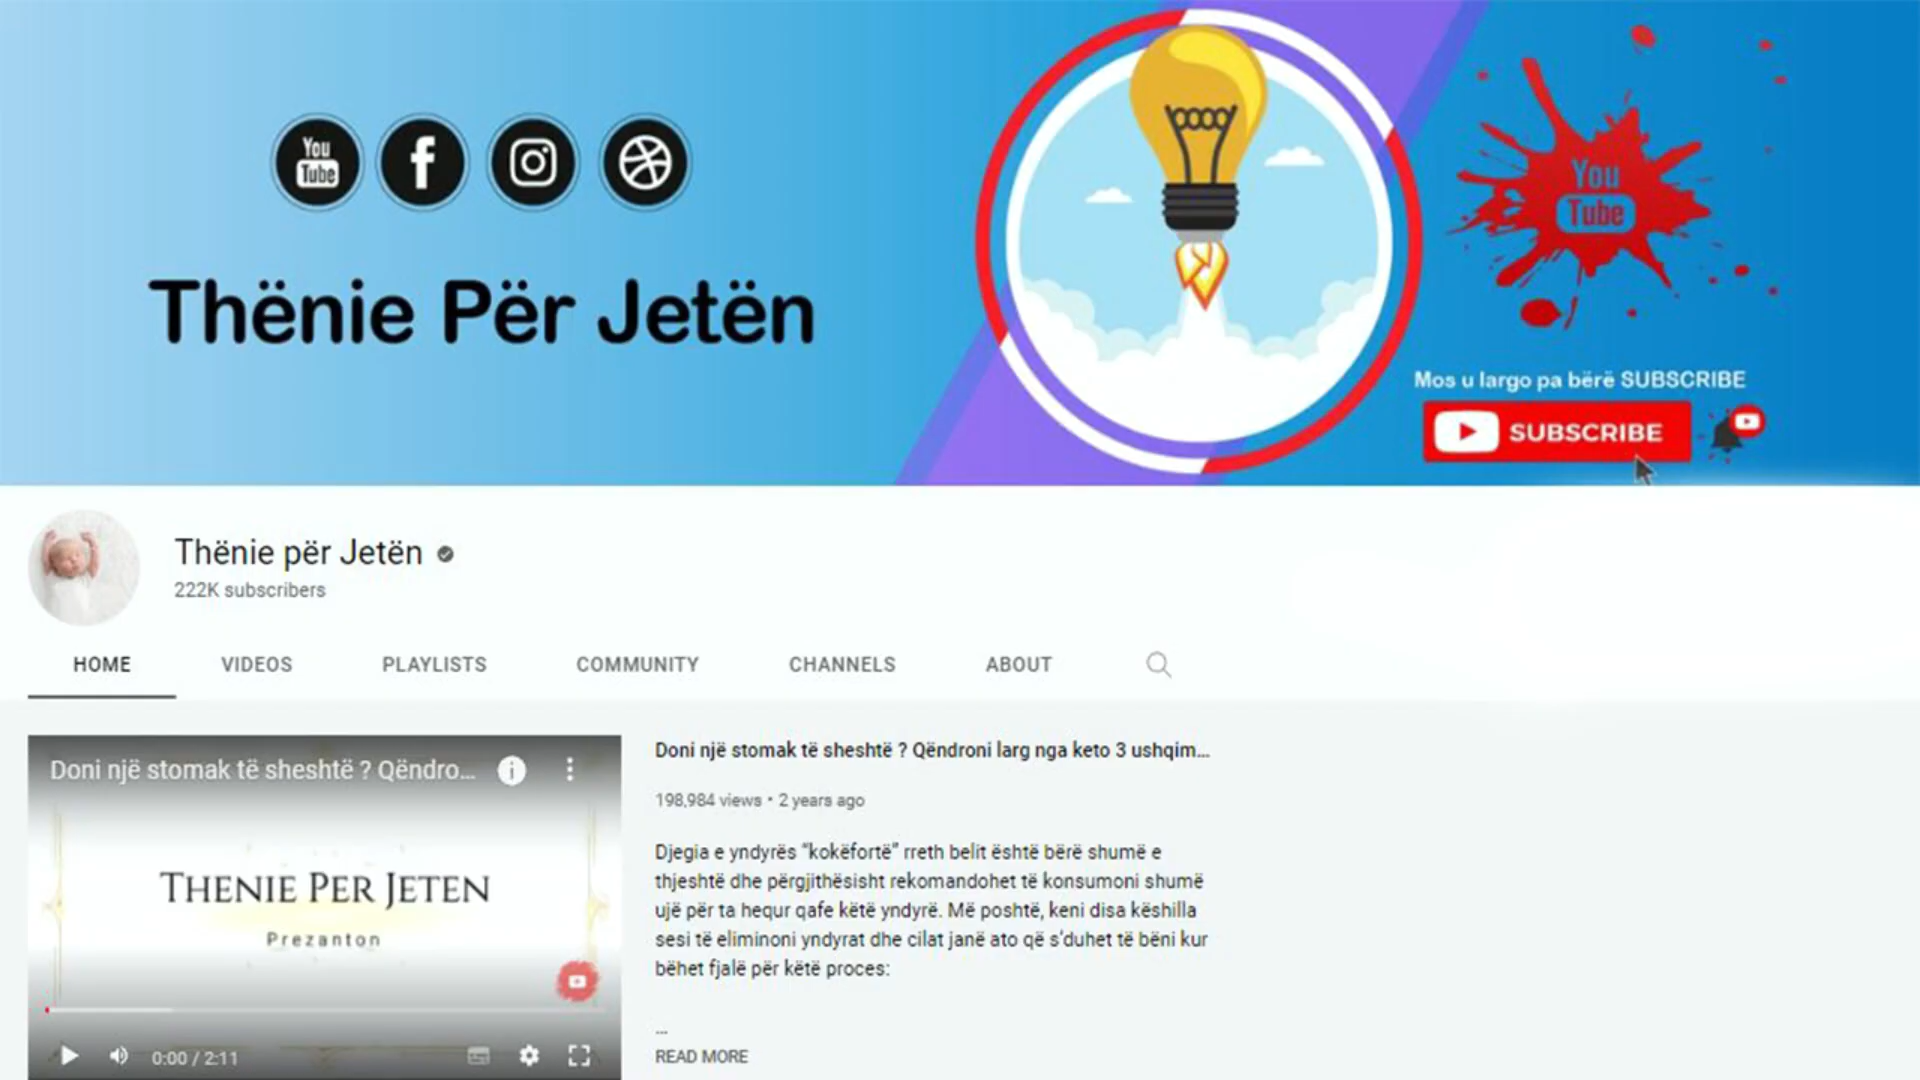 You
Tube
You
Tube
Thënie Për Jetën
Mos u largo pa bërë SUBSCRIBE
SUBSCRIBE
Thënie për Jetën
222K subscribers
HOME VIDEOS PLAYLISTS COMMUNITY CHANNELS ABOUT
Doni një stomak të sheshtë ? Qëndro...
THENIE PER JETEN
Prezanton
0:00 / 2:11
Doni një stomak të sheshtë ? Qëndroni larg nga keto 3 ushqim...
198,984 views • 2 years ago
Djegia e yndyrës “kokëfortë” rreth belit është bërë shumë e
thjeshtë dhe përgjithësisht rekomandohet të konsumoni shumë
ujë për ta hequr qafe këtë yndyrë. Më poshtë, keni disa këshilla
sesi të eliminoni yndyrat dhe cilat janë ato që s’duhet të bëni kur
bëhet fjalë për këtë proces:
...
READ MORE